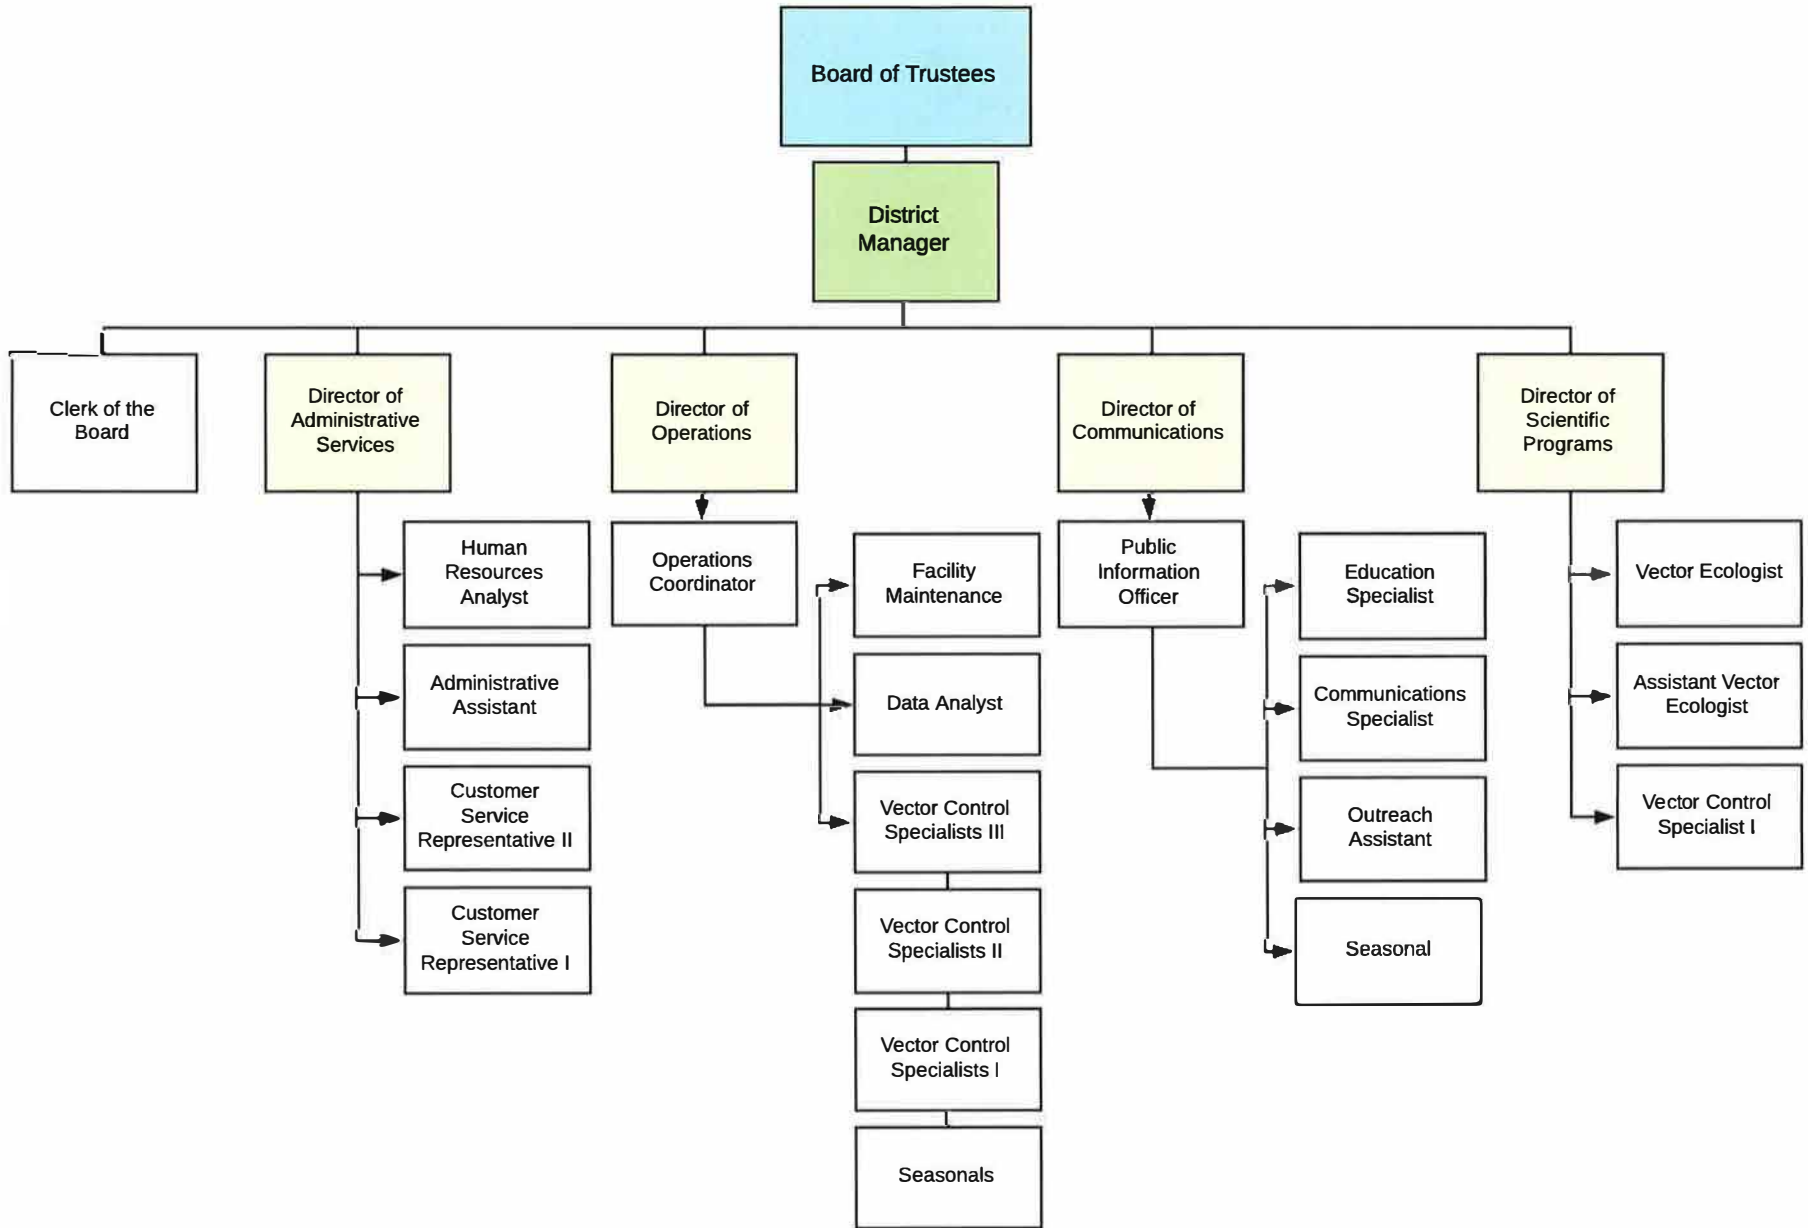 Board of Trustees
District
Manager
Clerk of the
Board
Director of
Administrative
Services
Director of
Operations
Director of
Communications
Director of
Scientific
Programs
Human
Resources
Analyst
Administrative
Assistant
Customer
Service
Representative II
Customer
Service
Representative I
Operations
Coordinator
Facility
Maintenance
Data Analyst
Vector Control
Specialists III
Vector Control
Specialists II
Vector Control
Specialists I
Seasonals
Public
Information
Officer
Education
Specialist
Communications
Specialist
Outreach
Assistant
Seasonal
Vector Ecologist
Assistant Vector
Ecologist
Vector Control
Specialist I